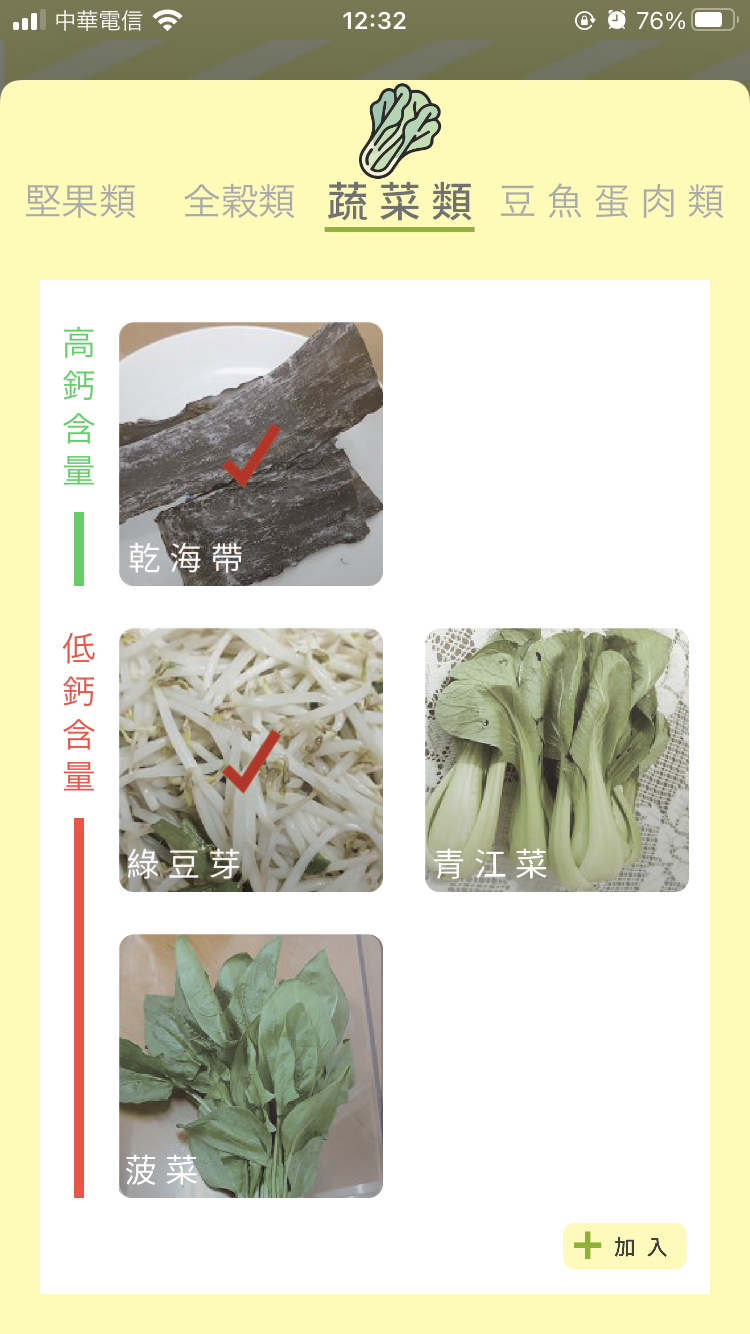 中華電信 12:32 76%
堅果類 全榖類 蔬菜類 豆魚蛋肉類
高鈣含量
乾海帶
低鈣含量
綠豆芽 青江菜
菠菜
加入